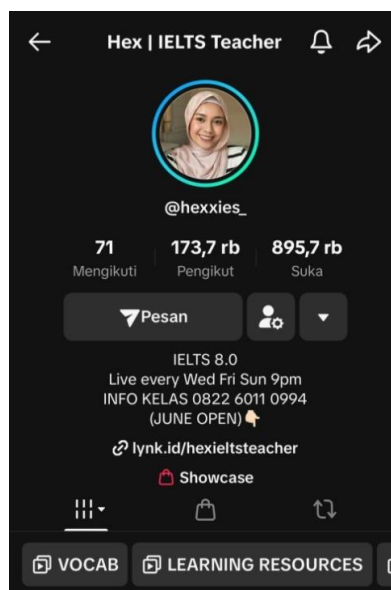 Hex | IELTS Teacher
@hexxies_
71 173,7 rb 895,7 rb
Mengikuti Pengikut Suka
Pesan
IELTS 8.0
Live every Wed Fri Sun 9pm
INFO KELAS 0822 6011 0994
(JUNE OPEN)👇🏻
lynk.id/hexieltsteacher
Showcase
VOCAB LEARNING RESOURCES